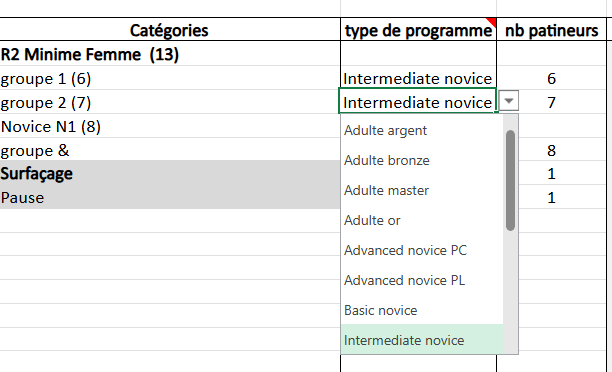 Catégories type de programme nb patineurs
R2 Minime Femme (13)
groupe 1 (6) Intermediate novice 6
groupe 2 (7) Intermediate novice 7
Novice N1 (8)
Adulte argent
groupe & 8
Adulte bronze
Surfaçage 1
Adulte master
Pause 1
Adulte or
Advanced novice PC
Advanced novice PL
Basic novice
Intermediate novice